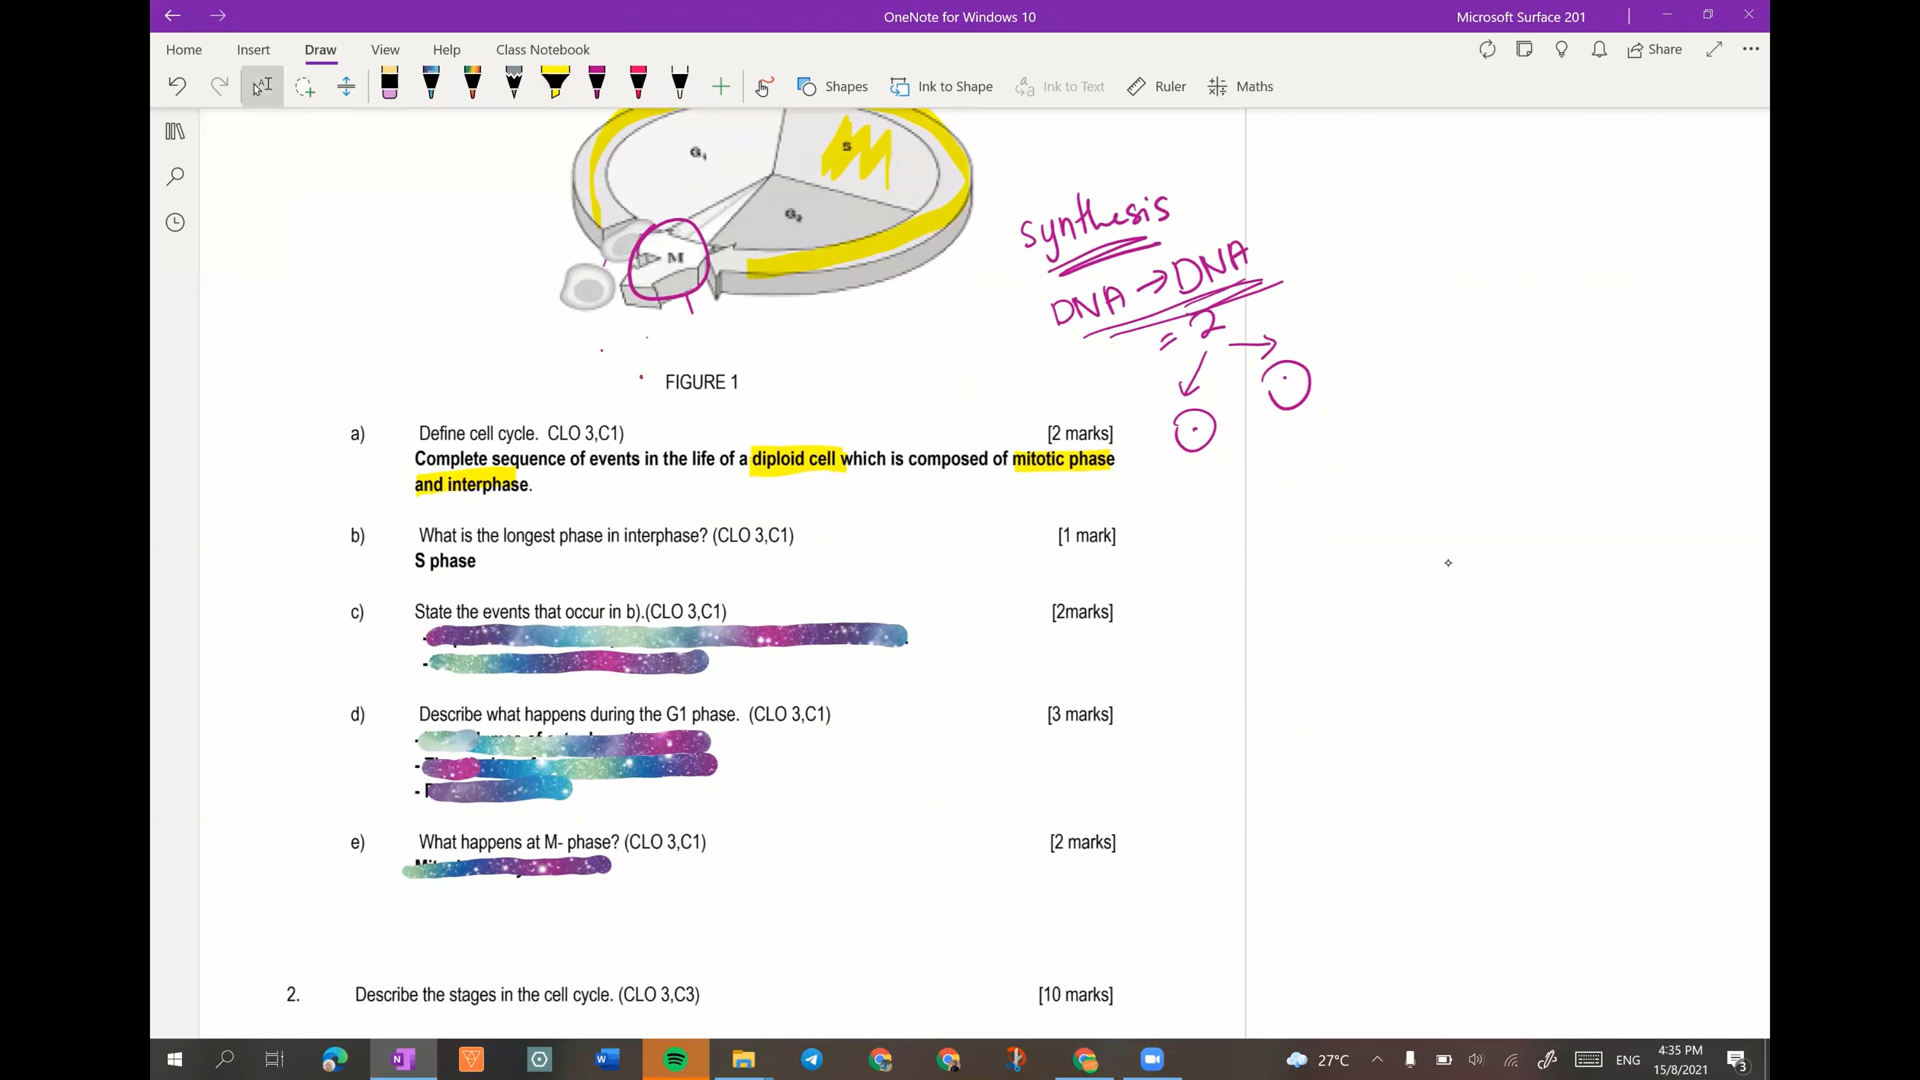 OneNote for Windows 10
Microsoft Surface 201
Home Insert Draw View Help Class Notebook
Share
Shapes Ink to Shape Ink to Text Ruler Maths
G₁
S
G₂
M
synthesis
DNA → DNA
= 2
FIGURE 1
a) Define cell cycle. CLO 3,C1) [2 marks]
Complete sequence of events in the life of a diploid cell which is composed of mitotic phase
and interphase.
b) What is the longest phase in interphase? (CLO 3,C1) [1 mark]
S phase
c) State the events that occur in b).(CLO 3,C1) [2marks]
-
-
d) Describe what happens during the G1 phase. (CLO 3,C1) [3 marks]
-
-
-
e) What happens at M- phase? (CLO 3,C1) [2 marks]
2. Describe the stages in the cell cycle. (CLO 3,C3) [10 marks]
27°C
ENG
4:35 PM
15/8/2021
3